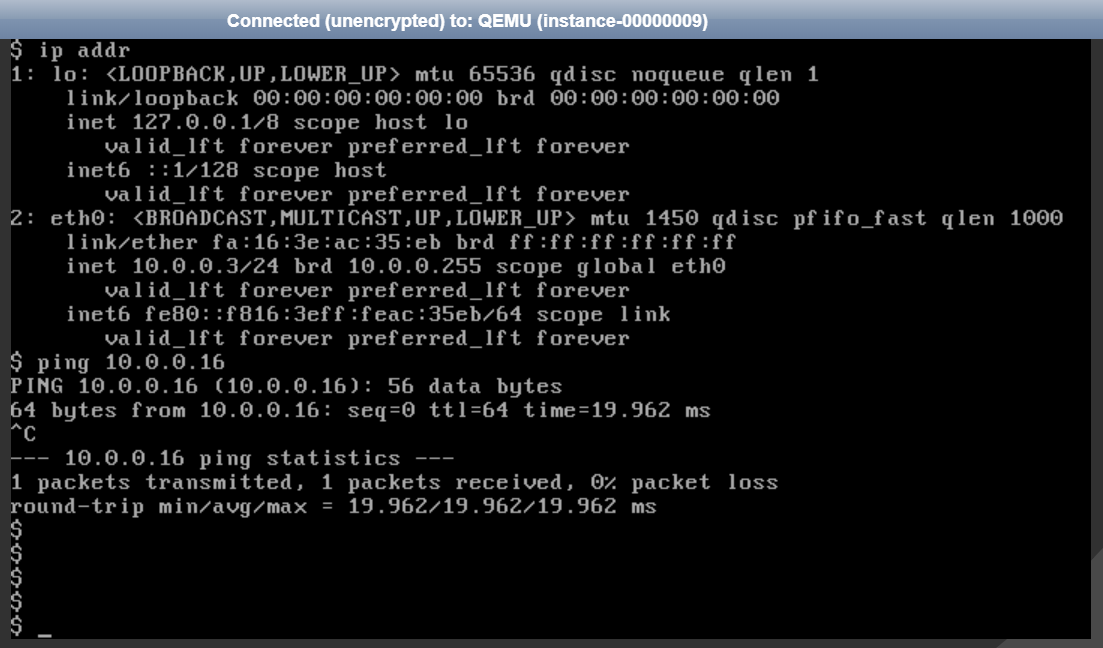 Connected (unencrypted) to: QEMU (instance-00000009)
$ ip addr
1: lo: <LOOPBACK,UP,LOWER_UP> mtu 65536 qdisc noqueue qlen 1
    link/loopback 00:00:00:00:00:00 brd 00:00:00:00:00:00
    inet 127.0.0.1/8 scope host lo
       valid_lft forever preferred_lft forever
    inet6 ::1/128 scope host
       valid_lft forever preferred_lft forever
2: eth0: <BROADCAST,MULTICAST,UP,LOWER_UP> mtu 1450 qdisc pfifo_fast qlen 1000
    link/ether fa:16:3e:ac:35:eb brd ff:ff:ff:ff:ff:ff
    inet 10.0.0.3/24 brd 10.0.0.255 scope global eth0
       valid_lft forever preferred_lft forever
    inet6 fe80::f816:3eff:feac:35eb/64 scope link
       valid_lft forever preferred_lft forever
$ ping 10.0.0.16
PING 10.0.0.16 (10.0.0.16): 56 data bytes
64 bytes from 10.0.0.16: seq=0 ttl=64 time=19.962 ms
^C
--- 10.0.0.16 ping statistics ---
1 packets transmitted, 1 packets received, 0% packet loss
round-trip min/avg/max = 19.962/19.962/19.962 ms
$
$
$
$
$ _